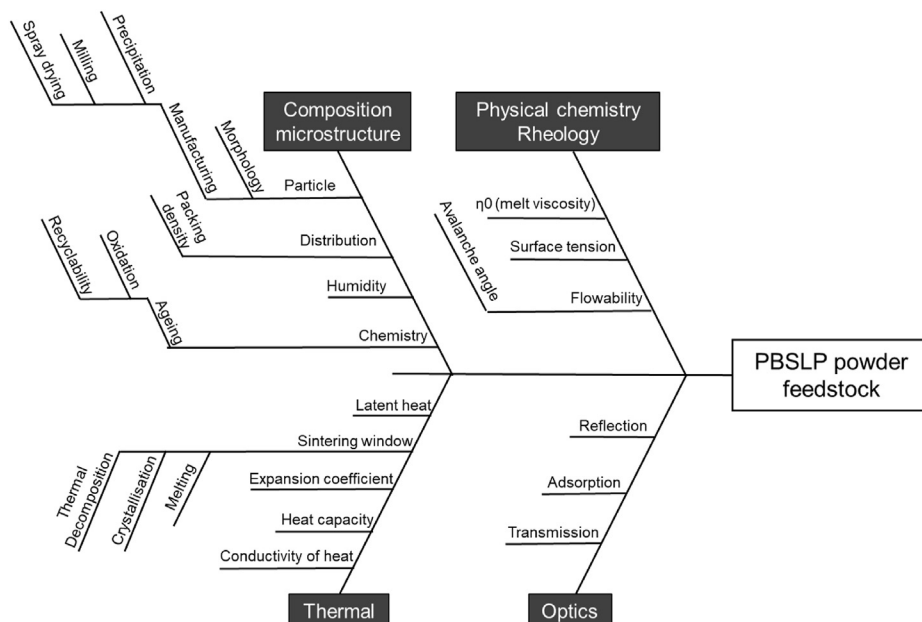 Spray drying
Milling
Precipitation
Manufacturing
Morphology
Composition
microstructure
Particle
Packing
density
Distribution
Humidity
Recyclability
Oxidation
Ageing
Chemistry
Physical chemistry
Rheology
η0 (melt viscosity)
Surface tension
Avalanche angle
Flowability
PBSLP powder
feedstock
Latent heat
Sintering window
Thermal
Decomposition
Crystallisation
Melting
Expansion coefficient
Heat capacity
Conductivity of heat
Thermal
Reflection
Adsorption
Transmission
Optics